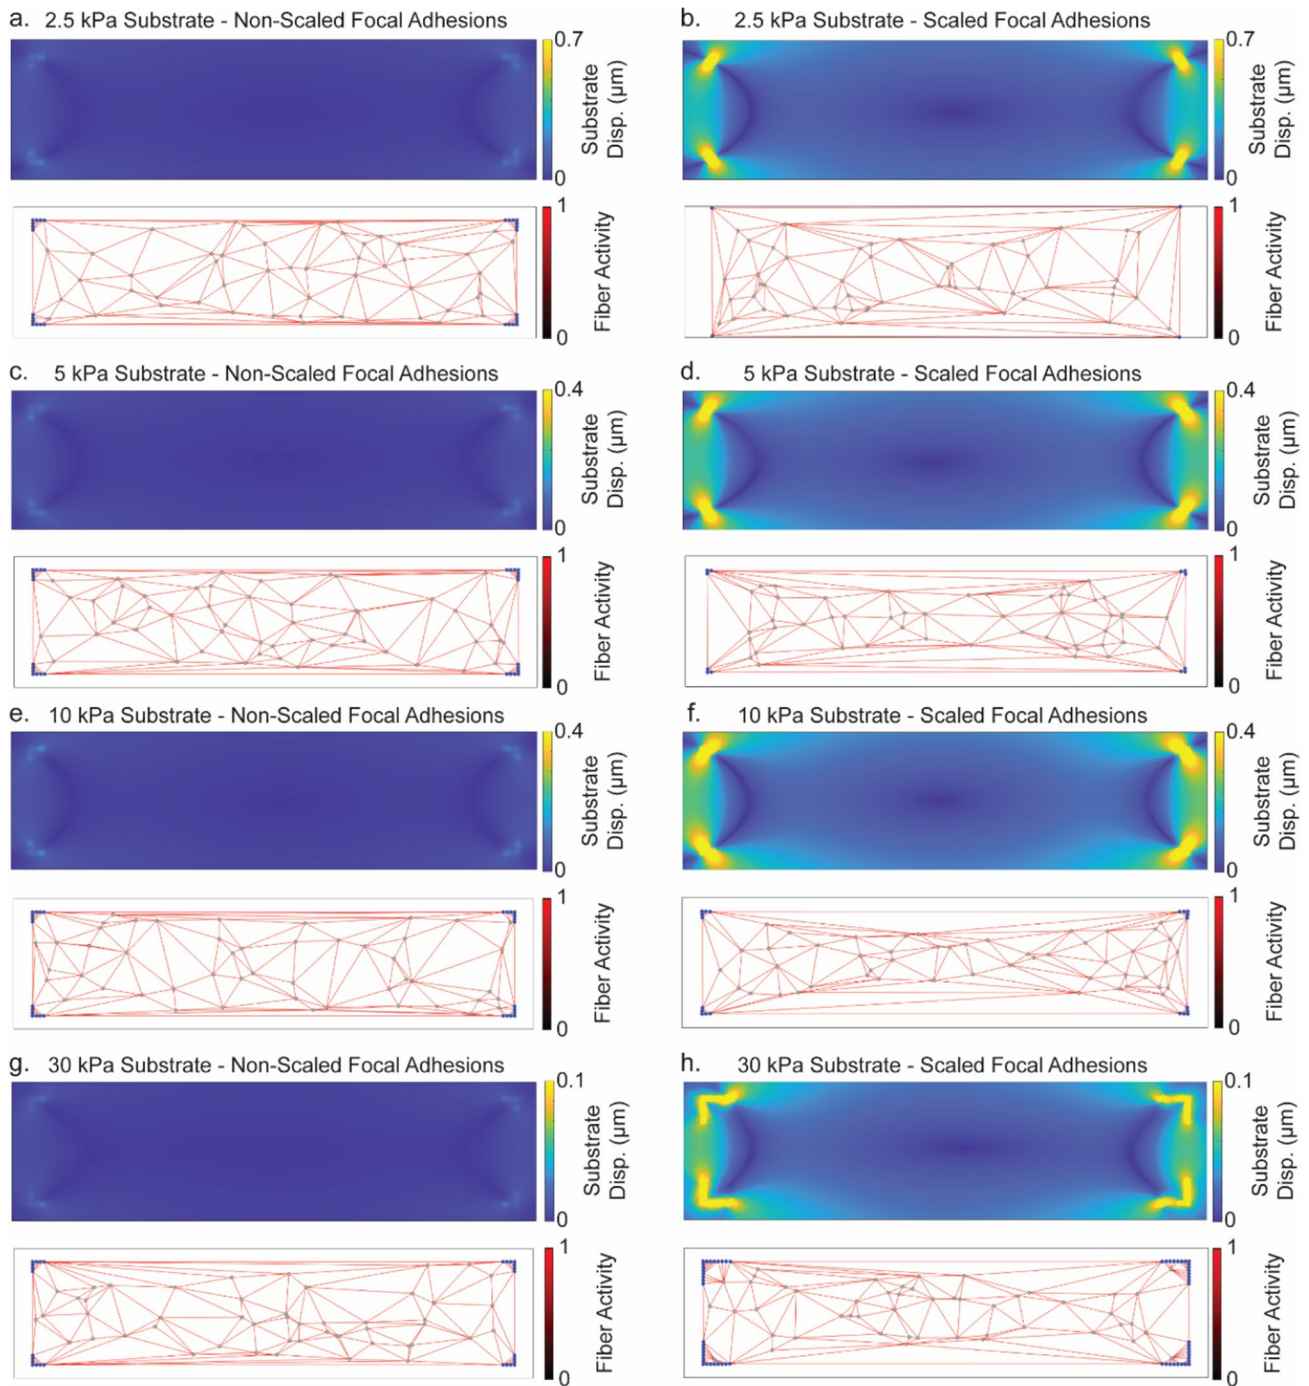 a. 2.5 kPa Substrate - Non-Scaled Focal Adhesions
0.7
Substrate
Disp. (µm)
0
1
Fiber Activity
0
b. 2.5 kPa Substrate - Scaled Focal Adhesions
0.7
Substrate
Disp. (µm)
0
1
Fiber Activity
0
c. 5 kPa Substrate - Non-Scaled Focal Adhesions
0.4
Substrate
Disp. (µm)
0
1
Fiber Activity
0
d. 5 kPa Substrate - Scaled Focal Adhesions
0.4
Substrate
Disp. (µm)
0
1
Fiber Activity
0
e. 10 kPa Substrate - Non-Scaled Focal Adhesions
0.4
Substrate
Disp. (µm)
0
1
Fiber Activity
0
f. 10 kPa Substrate - Scaled Focal Adhesions
0.4
Substrate
Disp. (µm)
0
1
Fiber Activity
0
g. 30 kPa Substrate - Non-Scaled Focal Adhesions
0.1
Substrate
Disp. (µm)
0
1
Fiber Activity
0
h. 30 kPa Substrate - Scaled Focal Adhesions
0.1
Substrate
Disp. (µm)
0
1
Fiber Activity
0